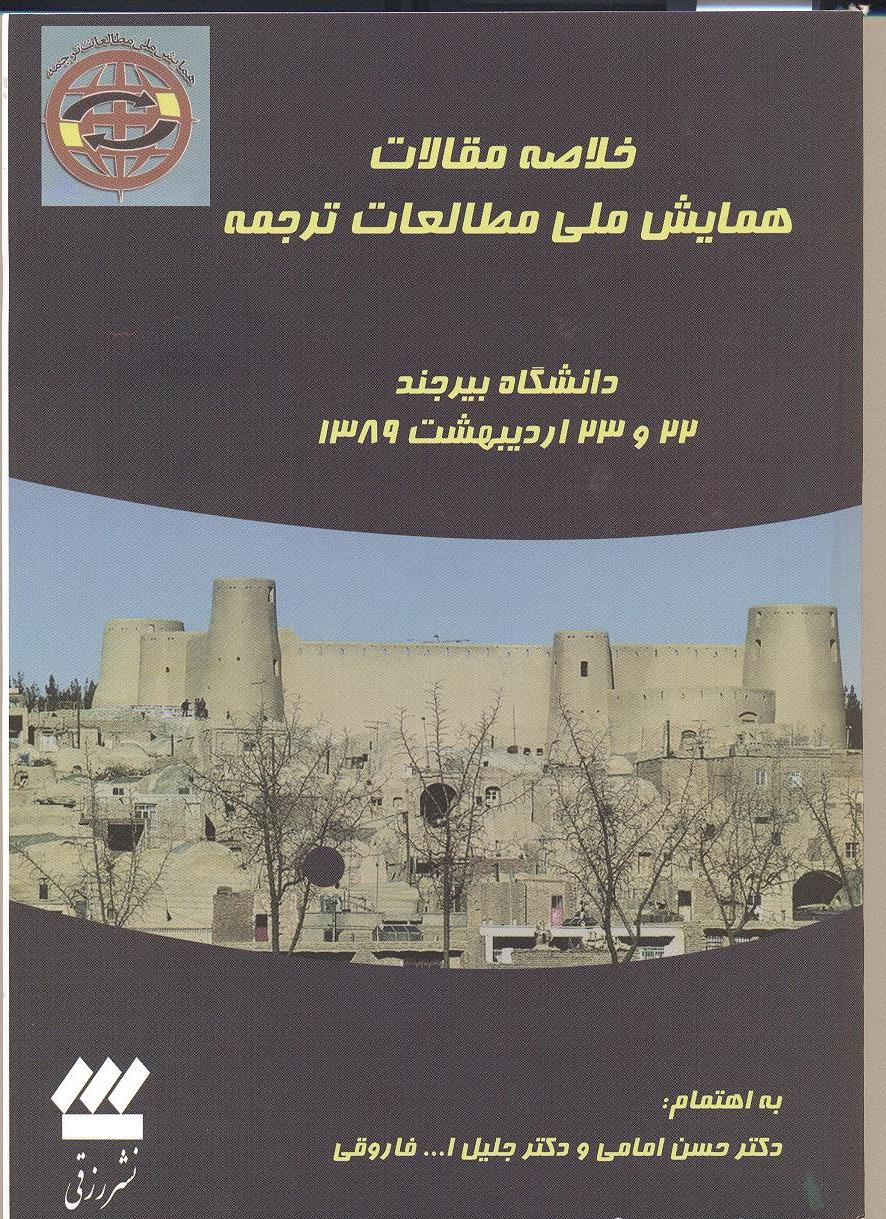 همایش ملی مطالعات ترجمه
خلاصه مقالات
همایش ملی مطالعات ترجمه
دانشگاه بیرجند
۲۲ و ۲۳ اردیبهشت ۱۳۸۹
به اهتمام:
دکتر حسن امامی و دکتر جلیل ا... فاروقی
نشر رزقی